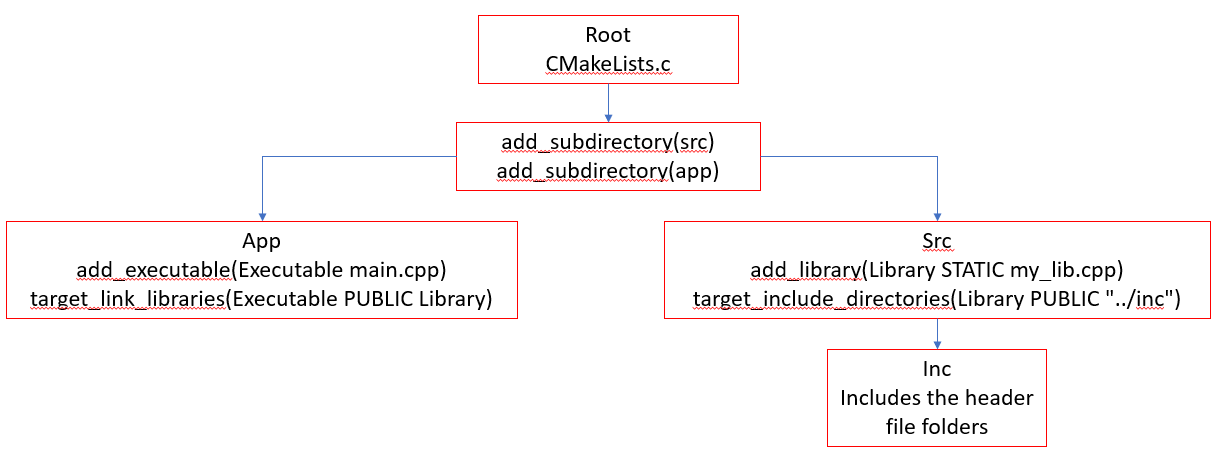 Root
CMakeLists.c
add_subdirectory(src)
add_subdirectory(app)
App
add_executable(Executable main.cpp)
target_link_libraries(Executable PUBLIC Library)
Src
add_library(Library STATIC my_lib.cpp)
target_include_directories(Library PUBLIC "../inc")
Inc
Includes the header
file folders